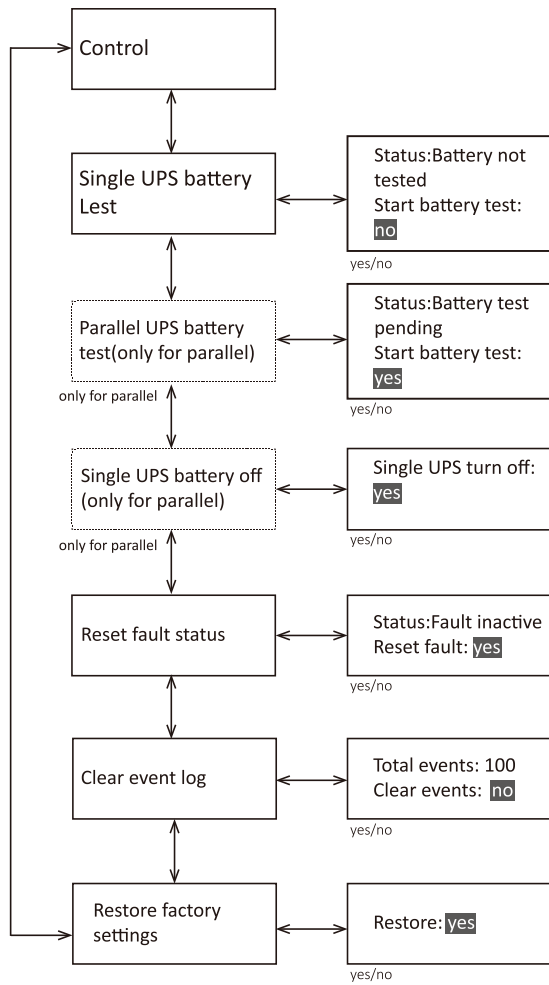 Control
Single UPS battery
Lest
Status:Battery not
tested
Start battery test:
no
yes/no
Parallel UPS battery
test(only for parallel)
only for parallel
Status:Battery test
pending
Start battery test:
yes
yes/no
Single UPS battery off
(only for parallel)
only for parallel
Single UPS turn off:
yes
yes/no
Reset fault status
Status:Fault inactive
Reset fault: yes
yes/no
Clear event log
Total events: 100
Clear events: no
yes/no
Restore factory
settings
Restore: yes
yes/no